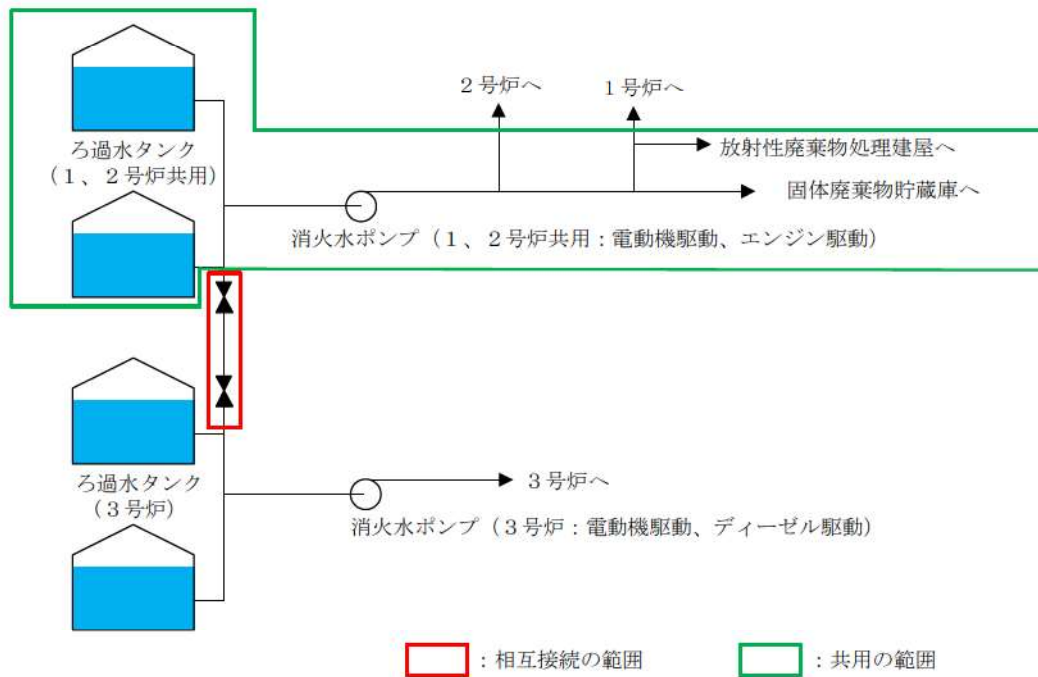 2号炉へ
1号炉へ
放射性廃棄物処理建屋へ
ろ過水タンク
(1、2号炉共用)
固体廃棄物貯蔵庫へ
消火水ポンプ(1、2号炉共用:電動機駆動、エンジン駆動)
ろ過水タンク
(3号炉)
3号炉へ
消火水ポンプ(3号炉:電動機駆動、ディーゼル駆動)
:相互接続の範囲
:共用の範囲